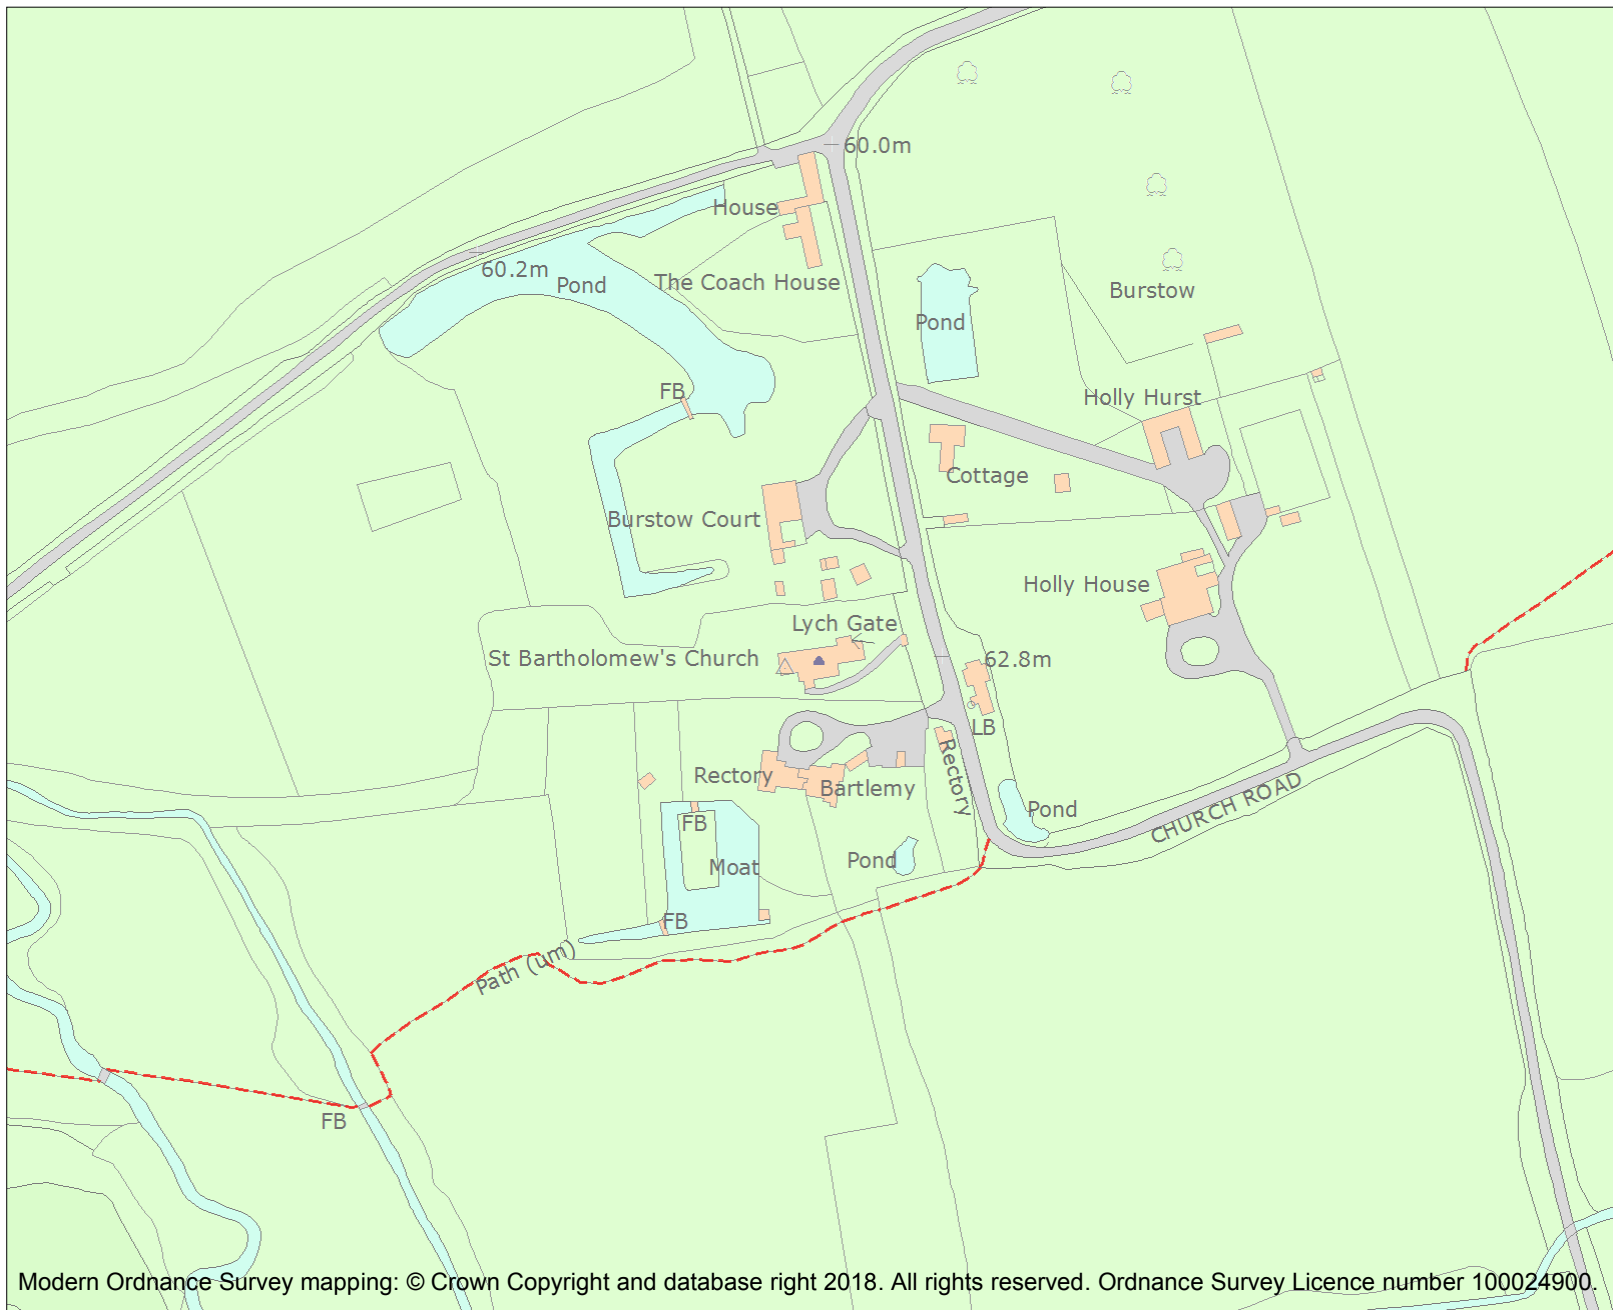 60.0m
House
60.2m
Pond
The Coach House
Burstow
Pond
FB
Holly Hurst
Cottage
Burstow Court
Holly House
Lych Gate
St Bartholomew's Church
62.8m
LB
Rectory
Rectory
Bartlemy
Pond
CHURCH ROAD
FB
Moat
Pond
FB
Path (um)
FB
Modern Ordnance Survey mapping: © Crown Copyright and database right 2018. All rights reserved. Ordnance Survey Licence number 100024900.